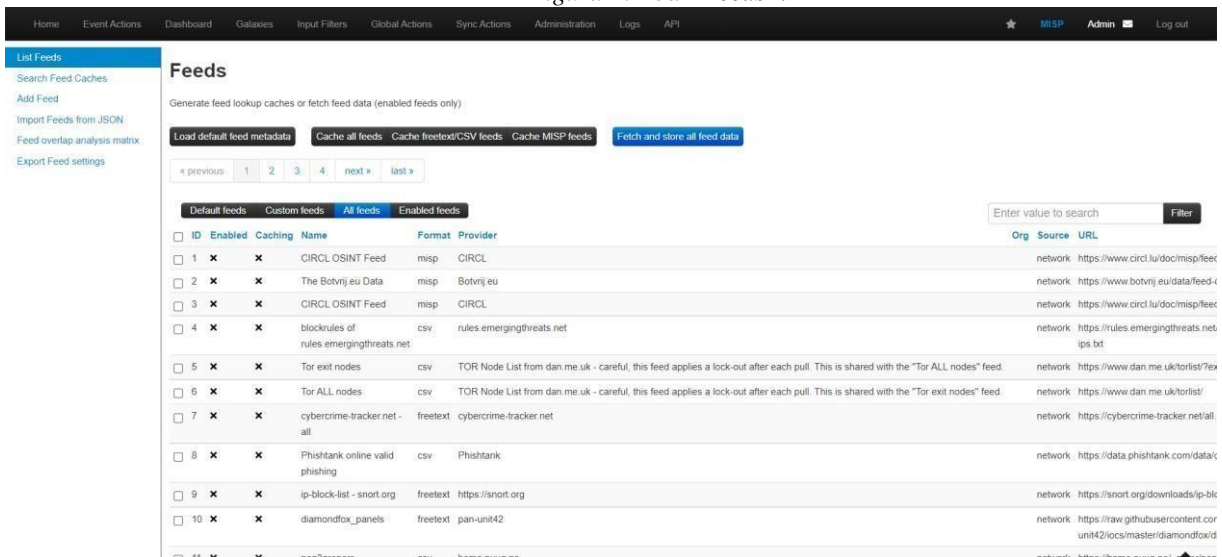 Home Event Actions Dashboard Galaxies Input Filters Global Actions Sync Actions Administration Logs API MISP Admin Log out
List Feeds
Search Feed Caches
Add Feed
Import Feeds from JSON
Feed overlap analysis matrix
Export Feed settings
Feeds
Generate feed lookup caches or fetch feed data (enabled feeds only)
Load default feed metadata Cache all feeds Cache freetext/CSV feeds Cache MISP feeds Fetch and store all feed data
« previous 1 2 3 4 next » last »
Default feeds Custom feeds All feeds Enabled feeds Enter value to search Filter
ID Enabled Caching Name Format Provider Org Source URL
1 CIRCL OSINT Feed misp CIRCL network https://www.circl.lu/doc/misp/feed
2 The Botvrij.eu Data misp Botvrij.eu network https://www.botvrij.eu/data/feed-
3 CIRCL OSINT Feed misp CIRCL network https://www.circl.lu/doc/misp/feed
4 blockrules of csv rules.emergingthreats.net network https://rules.emergingthreats.net/
rules.emergingthreats.net ips.txt
5 Tor exit nodes csv TOR Node List from dan.me.uk - careful, this feed applies a lock-out after each pull. This is shared with the "Tor ALL nodes" feed. network https://www.dan.me.uk/torlist/?ex
6 Tor ALL nodes csv TOR Node List from dan.me.uk - careful, this feed applies a lock-out after each pull. This is shared with the "Tor exit nodes" feed. network https://www.dan.me.uk/torlist/
7 cybercrime-tracker.net - freetext cybercrime-tracker.net network https://cybercrime-tracker.net/all.
all
8 Phishtank online valid csv Phishtank network https://data.phishtank.com/data/
phishing
9 ip-block-list - snort.org freetext https://snort.org network https://snort.org/downloads/ip-blo
10 diamondfox_panels freetext pan-unit42 network https://raw.githubusercontent.co
unit42/iocs/master/diamondfox/d